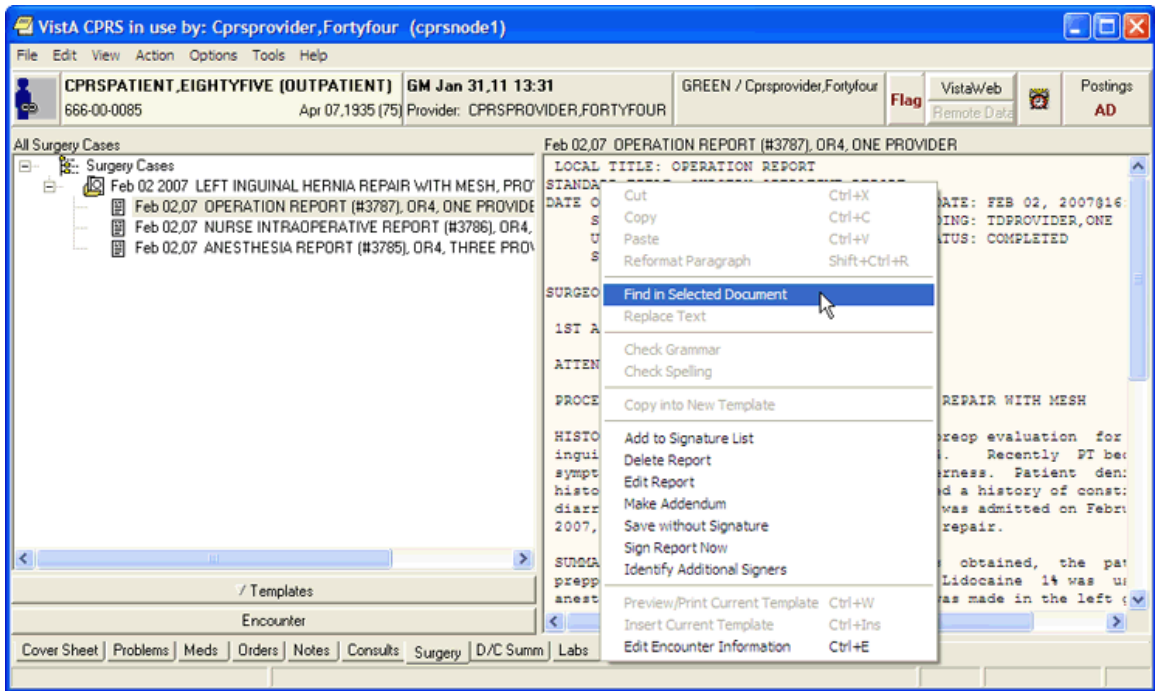 VistA CPRS in use by: Cprsprovider,Fortyfour (cprsnode1)
File Edit View Action Options Tools Help
CPRSPATIENT,EIGHTYFIVE (OUTPATIENT)
666-00-0085 Apr 07,1935 (75)
GM Jan 31,11 13:31
Provider: CPRSPROVIDER,FORTYFOUR
GREEN / Cprsprovider,Fortyfour
Flag
VistaWeb
Remote Data
Postings
AD
All Surgery Cases
Surgery Cases
Feb 02 2007 LEFT INGUINAL HERNIA REPAIR WITH MESH, PRO
Feb 02,07 OPERATION REPORT (#3787), OR4, ONE PROVIDE
Feb 02,07 NURSE INTRAOPERATIVE REPORT (#3786), OR4,
Feb 02,07 ANESTHESIA REPORT (#3785), OR4, THREE PROV
/ Templates
Encounter
Feb 02,07 OPERATION REPORT (#3787), OR4, ONE PROVIDER
LOCAL TITLE: OPERATION REPORT
DATE O ATE: FEB 02, 2007@16:
S ING: TDPROVIDER,ONE
U ATUS: COMPLETED
S
SURGEO
1ST A
ATTEN
PROCE REPAIR WITH MESH
HISTO preop evaluation for
ingui . Recently PT bec
sympt erness. Patient den
histo d a history of const
diarr was admitted on Febru
2007, repair.
SUMMA obtained, the pat
prepp Lidocaine 1% was us
anest was made in the left
Cut Ctrl+X
Copy Ctrl+C
Paste Ctrl+V
Reformat Paragraph Shift+Ctrl+R
Find in Selected Document
Replace Text
Check Grammar
Check Spelling
Copy into New Template
Add to Signature List
Delete Report
Edit Report
Make Addendum
Save without Signature
Sign Report Now
Identify Additional Signers
Preview/Print Current Template Ctrl+W
Insert Current Template Ctrl+Ins
Edit Encounter Information Ctrl+E
Cover Sheet Problems Meds Orders Notes Consults Surgery D/C Summ Labs